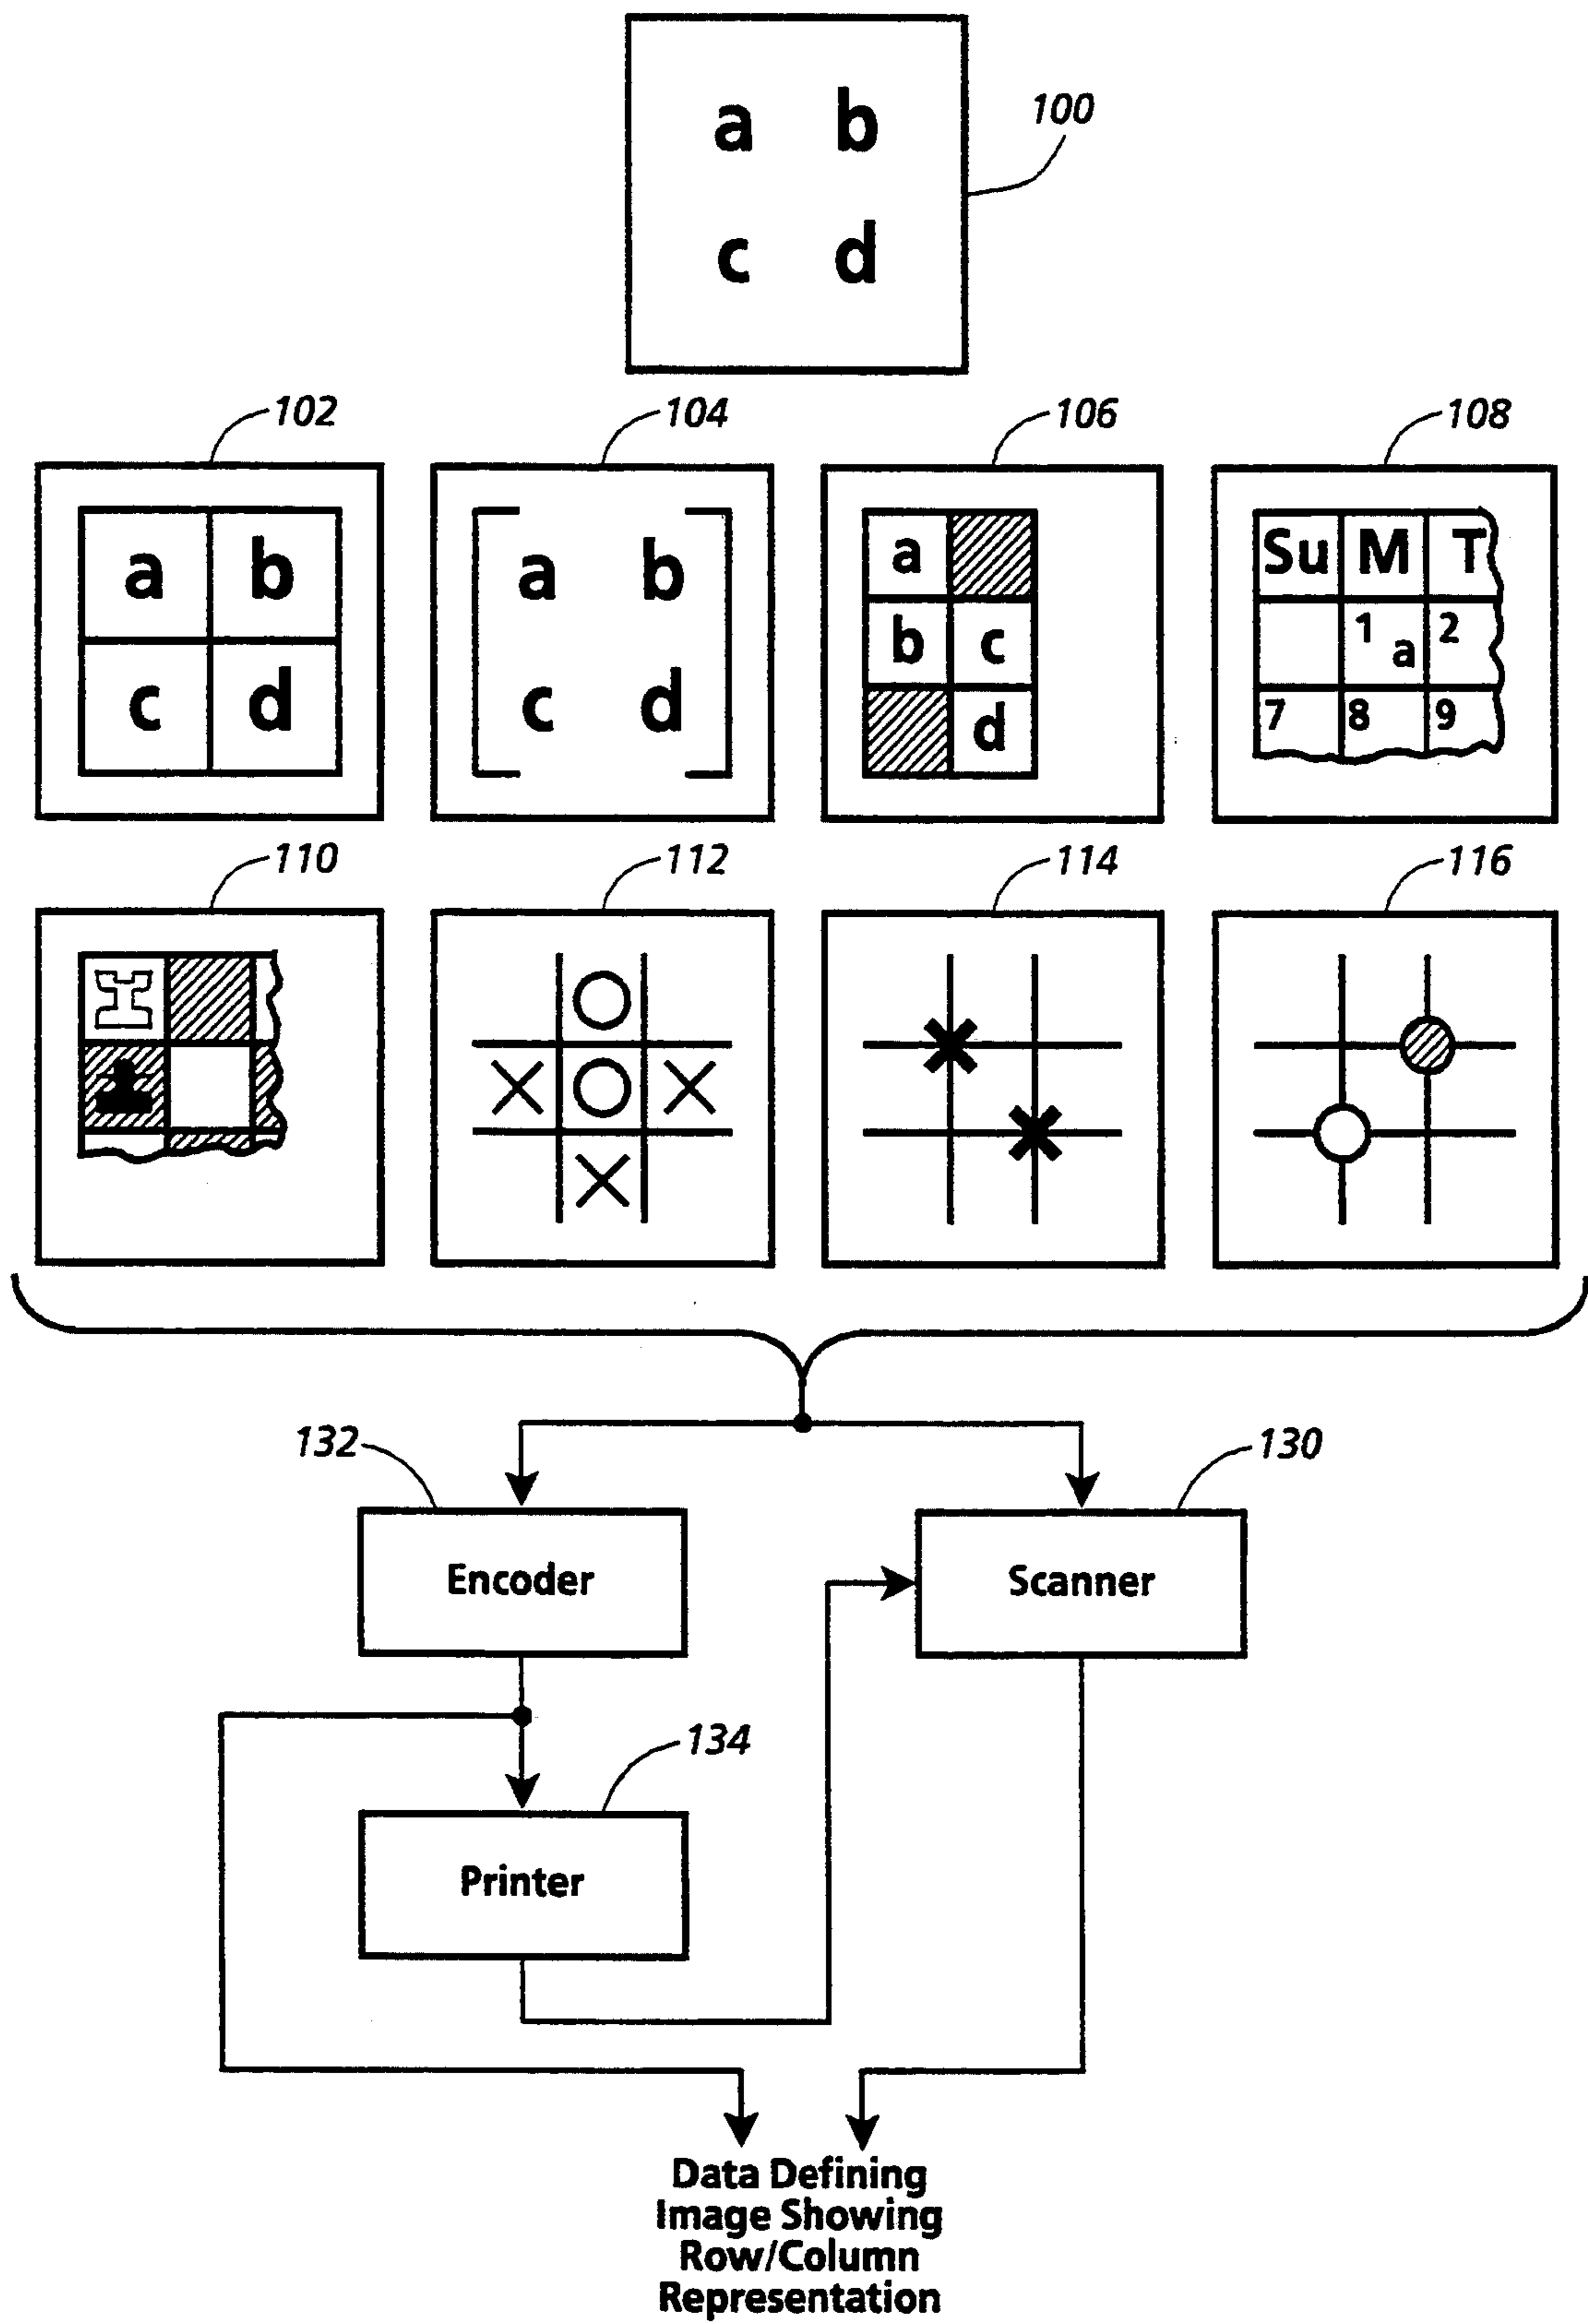 a b
100
c d
102
104
106
108
a b
c d
a b
c d
a
b c
d
Su M T
1 a 2
7 8 9
110
112
114
116
132
130
Encoder
Scanner
134
Printer
Data Defining
Image Showing
Row/Column
Representation